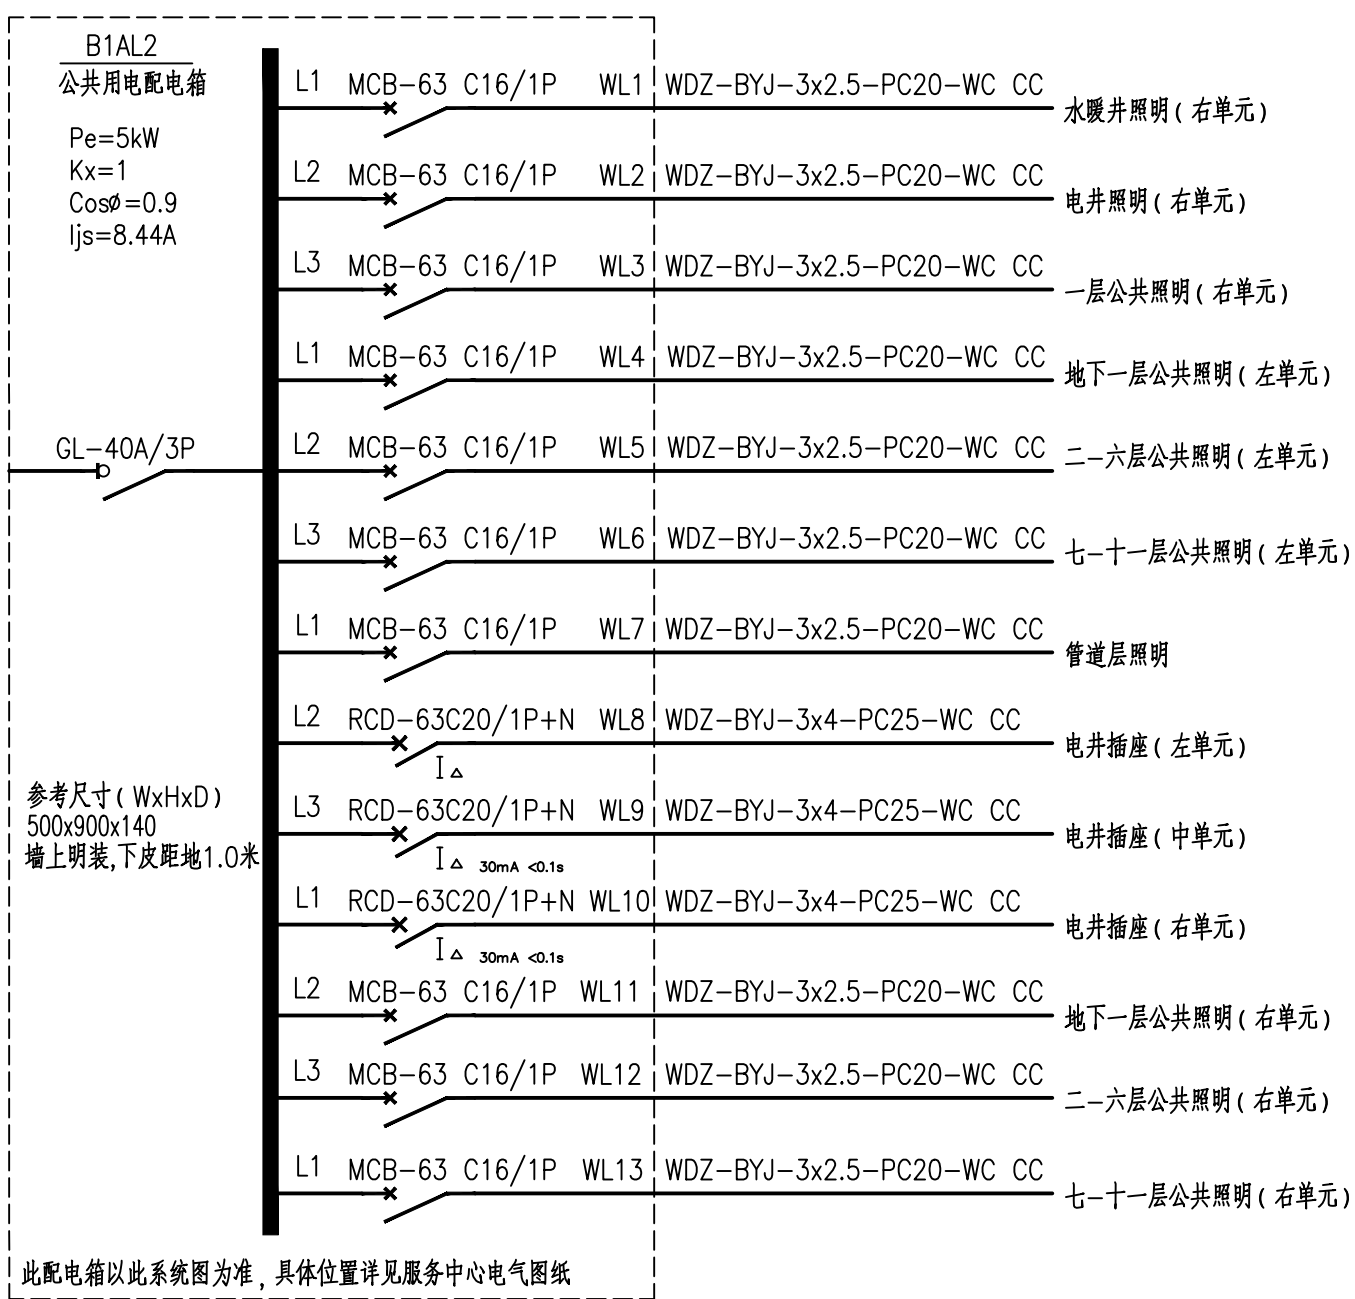 B1AL2
公共用电配电箱
Pe=5kW
Kx=1
Cosø=0.9
Ijs=8.44A
GL-40A/3P
参考尺寸(WxHxD)
500x900x140
墙上明装,下皮距地1.0米
L1 MCB-63 C16/1P WL1 WDZ-BYJ-3x2.5-PC20-WC CC 水暖井照明(右单元)
L2 MCB-63 C16/1P WL2 WDZ-BYJ-3x2.5-PC20-WC CC 电井照明(右单元)
L3 MCB-63 C16/1P WL3 WDZ-BYJ-3x2.5-PC20-WC CC 一层公共照明(右单元)
L1 MCB-63 C16/1P WL4 WDZ-BYJ-3x2.5-PC20-WC CC 地下一层公共照明(左单元)
L2 MCB-63 C16/1P WL5 WDZ-BYJ-3x2.5-PC20-WC CC 二-六层公共照明(左单元)
L3 MCB-63 C16/1P WL6 WDZ-BYJ-3x2.5-PC20-WC CC 七-十一层公共照明(左单元)
L1 MCB-63 C16/1P WL7 WDZ-BYJ-3x2.5-PC20-WC CC 管道层照明
L2 RCD-63C20/1P+N WL8 WDZ-BYJ-3x4-PC25-WC CC 电井插座(左单元)
I△
L3 RCD-63C20/1P+N WL9 WDZ-BYJ-3x4-PC25-WC CC 电井插座(中单元)
I△ 30mA <0.1s
L1 RCD-63C20/1P+N WL10 WDZ-BYJ-3x4-PC25-WC CC 电井插座(右单元)
I△ 30mA <0.1s
L2 MCB-63 C16/1P WL11 WDZ-BYJ-3x2.5-PC20-WC CC 地下一层公共照明(右单元)
L3 MCB-63 C16/1P WL12 WDZ-BYJ-3x2.5-PC20-WC CC 二-六层公共照明(右单元)
L1 MCB-63 C16/1P WL13 WDZ-BYJ-3x2.5-PC20-WC CC 七-十一层公共照明(右单元)
此配电箱以此系统图为准,具体位置详见服务中心电气图纸